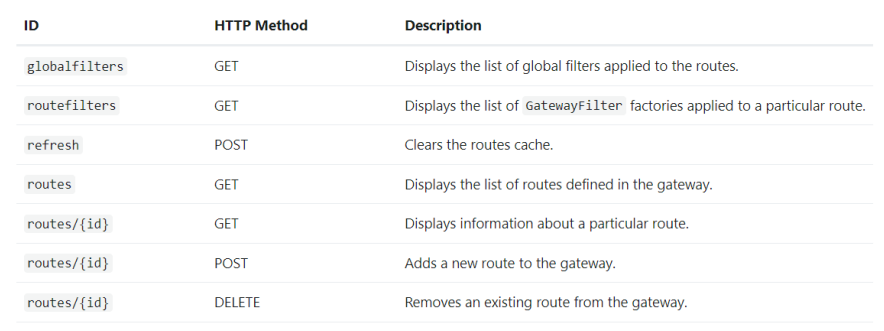 ID HTTP Method Description
globalfilters GET Displays the list of global filters applied to the routes.
routefilters GET Displays the list of GatewayFilter factories applied to a particular route.
refresh POST Clears the routes cache.
routes GET Displays the list of routes defined in the gateway.
routes/{id} GET Displays information about a particular route.
routes/{id} POST Adds a new route to the gateway.
routes/{id} DELETE Removes an existing route from the gateway.